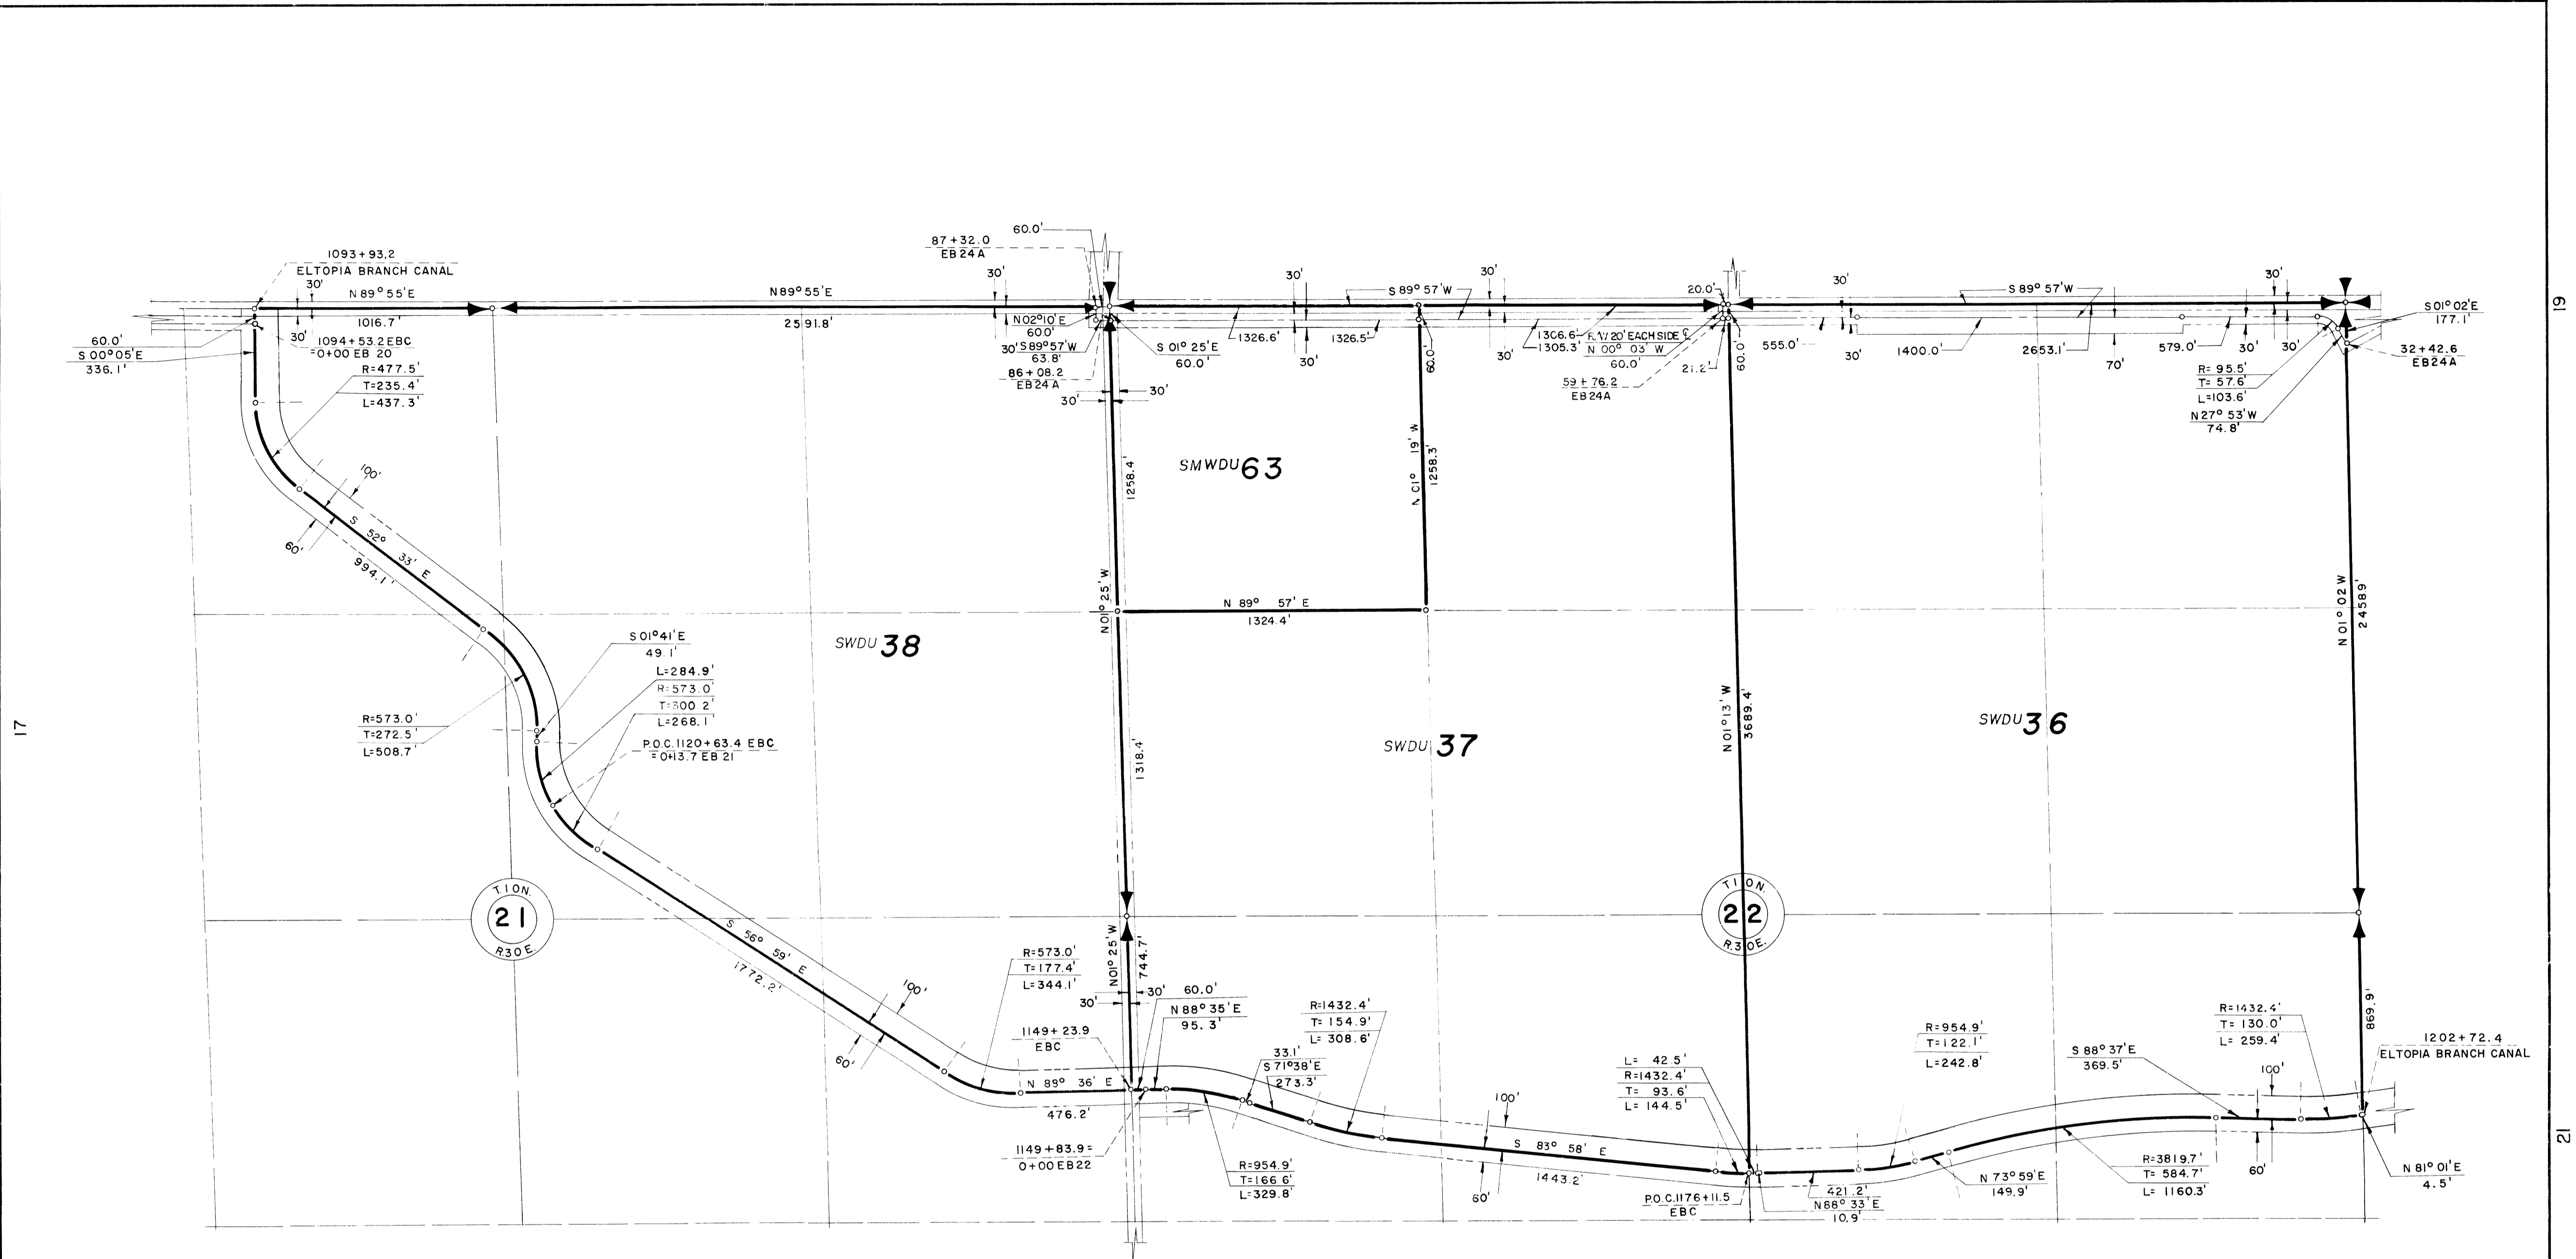 17
19
21
1093+93.2
ELTOPIA BRANCH CANAL
30'
N 89° 55'E
1016.7'
30'
60.0'
S 00° 05'E
336.1'
1094+53.2 EBC
=0+00 EB 20
R=477.5'
T=235.4'
L=437.3'
100'
S 52° 33' E
60'
994.1'
N89° 55'E
2591.8'
87+32.0
EB24A
60.0'
30'
N02° 10'E
60.0'
30'
S 89° 57'W
63.8'
86+08.2
EB24A
30'
30'
S 01° 25'E
60.0'
30'
1326.6'
30'
S 89° 57'W
1326.5'
30'
60.0'
30'
1306.6'
1305.3'
R/W 20' EACH SIDE ℄
N 00° 03' W
60.0'
59+76.2
EB24A
20.0'
21.2'
60.0'
555.0'
30'
30'
S 89° 57'W
1400.0'
2653.1'
70'
579.0'
30'
30'
30'
S 01° 02'E
177.1'
32+42.6
EB24A
R= 95.5'
T= 57.6'
L=103.6'
N 27° 53'W
74.8'
SMWDU 63
1258.4'
N 01° 19' W
1258.3'
N 89° 57' E
1324.4'
N01° 25'W
1318.4'
SWDU 38
SWDU 37
SWDU 36
N 01° 13' W
3689.4'
N 01° 02'W
2458.9'
S 01° 41'E
49.1'
L=284.9'
R=573.0'
T=300.2'
L=268.1'
R=573.0'
T=272.5'
L=508.7'
P.O.C. 1120+63.4 EBC
=0+13.7 EB 21
T.10N.
21
R.30E.
T.10N.
22
R.30E.
S 56° 59' E
1772.2'
100'
60'
R=573.0'
T=177.4'
L=344.1'
N01° 25'W
744.7'
30'
30'
60.0'
N 88° 35'E
95.3'
1149+23.9
EBC
N 89° 36' E
476.2'
1149+83.9=
0+00 EB22
33.1'
S 71° 38'E
273.3'
R=1432.4'
T= 154.9'
L= 308.6'
R=954.9'
T=166.6'
L=329.8'
100'
S 83° 58' E
1443.2'
60'
L= 42.5'
R=1432.4'
T= 93.6'
L= 144.5'
P.O.C. 1176+11.5
EBC
421.2'
N88° 33' E
10.9'
R=954.9'
T=122.1'
L=242.8'
N 73° 59'E
149.9'
S 88° 37'E
369.5'
R=3819.7'
T= 584.7'
L= 1160.3'
100'
60'
R=1432.4'
T= 130.0'
L= 259.4'
869.9'
1202+72.4
ELTOPIA BRANCH CANAL
N 81° 01'E
4.5'